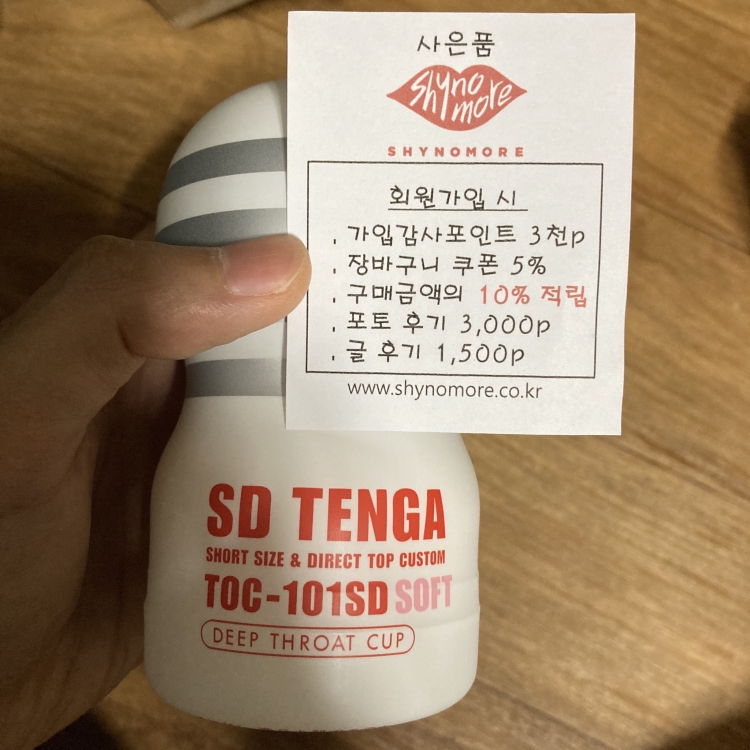 사은품
Shyno
more
SHYNOMORE
회원가입 시
. 가입감사포인트 3천p
. 장바구니 쿠폰 5%
. 구매금액의 10% 적립
. 포토 후기 3,000p
. 글 후기 1,500p
www.shynomore.co.kr
SD TENGA
SHORT SIZE & DIRECT TOP CUSTOM
TOC-101SD SOFT
DEEP THROAT CUP